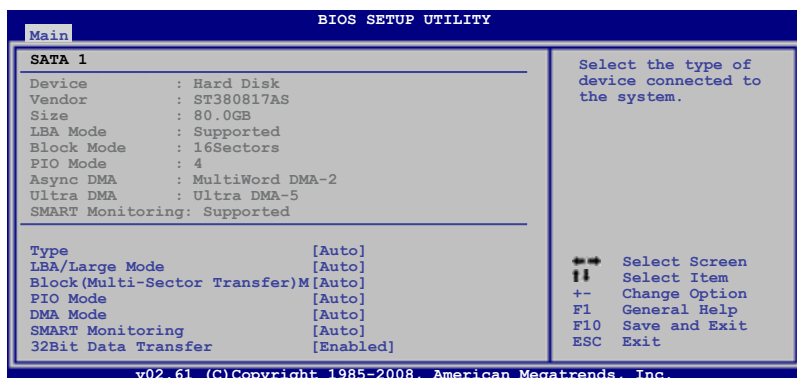 BIOS SETUP UTILITY
Main
SATA 1
Device : Hard Disk
Vendor : ST380817AS
Size : 80.0GB
LBA Mode : Supported
Block Mode : 16Sectors
PIO Mode : 4
Async DMA : MultiWord DMA-2
Ultra DMA : Ultra DMA-5
SMART Monitoring: Supported
Type [Auto]
LBA/Large Mode [Auto]
Block(Multi-Sector Transfer)M[Auto]
PIO Mode [Auto]
DMA Mode [Auto]
SMART Monitoring [Auto]
32Bit Data Transfer [Enabled]
Select the type of
device connected to
the system.
←→ Select Screen
↑↓ Select Item
+- Change Option
F1 General Help
F10 Save and Exit
ESC Exit
v02.61 (C)Copyright 1985-2008, American Megatrends, Inc.